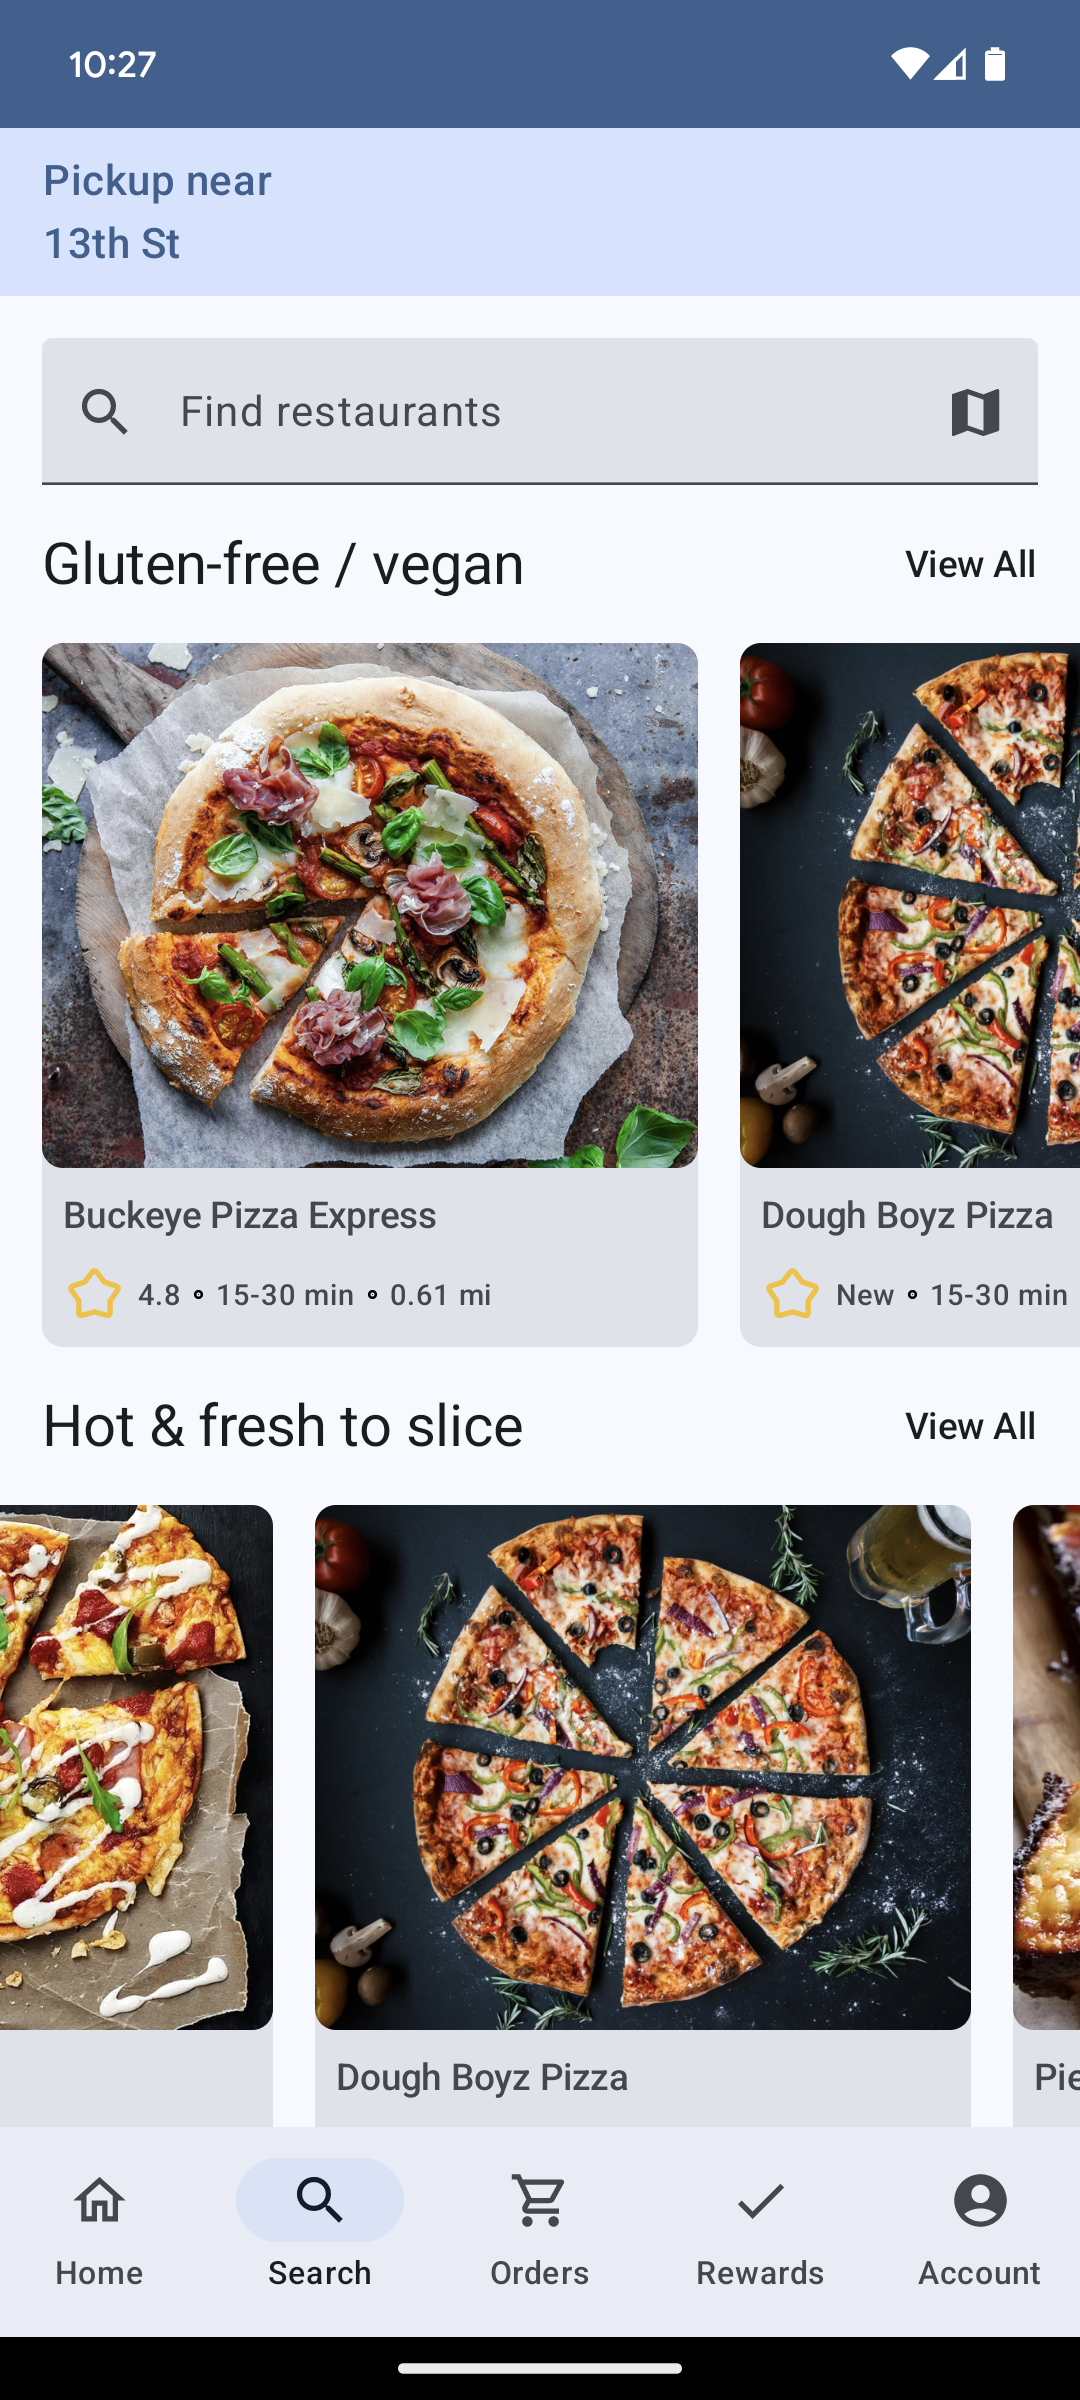 10:27
Pickup near
13th St
Find restaurants
Gluten-free / vegan
View All
Buckeye Pizza Express
4.8 • 15-30 min • 0.61 mi
Dough Boyz Pizza
New • 15-30 min
Hot & fresh to slice
View All
Dough Boyz Pizza
Pie
Home
Search
Orders
Rewards
Account